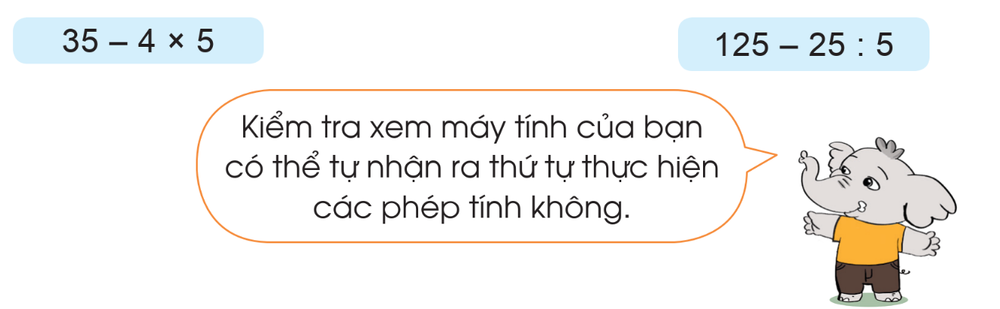 35 – 4 × 5
125 – 25 : 5
Kiểm tra xem máy tính của bạn
có thể tự nhận ra thứ tự thực hiện
các phép tính không.